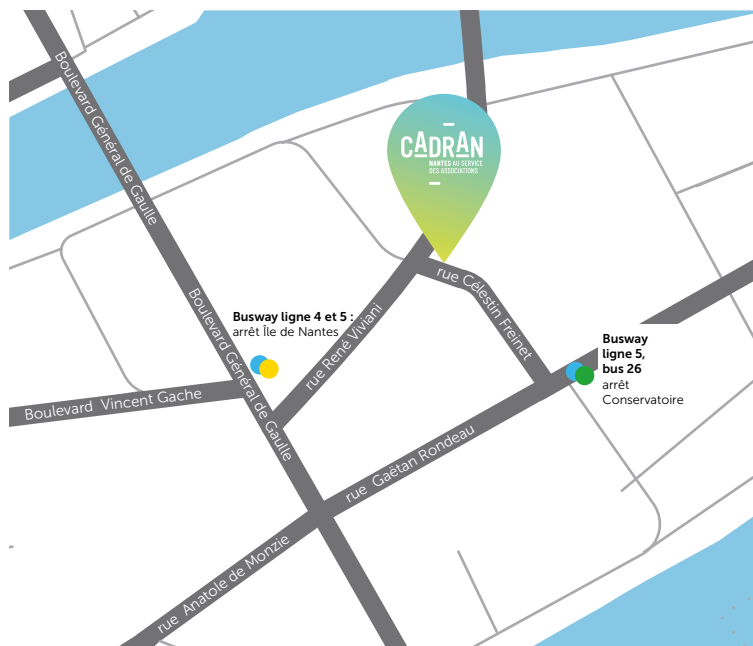 Boulevard Général de Gaulle
CADRAN
NANTES AU SERVICE
DES ASSOCIATIONS
rue Célestin Freinet
Boulevard Général de Gaulle
Busway ligne 4 et 5 :
arrêt Île de Nantes
rue René Viviani
Busway
ligne 5,
bus 26
arrêt
Conservatoire
Boulevard Vincent Gache
rue Gaëtan Rondeau
rue Anatole de Monzie